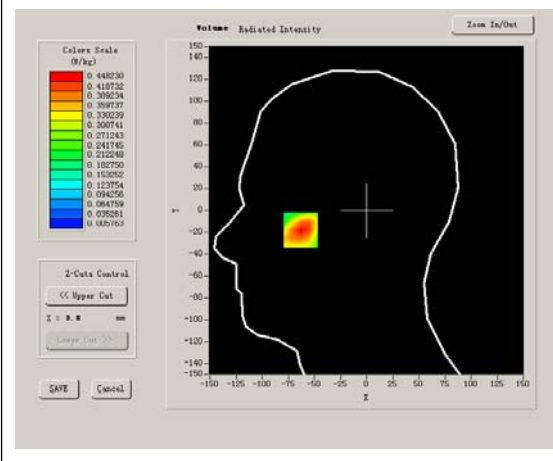 Volume Radiated Intensity
Zoom In/Out
Colors Scale
(W/kg)
0.448230
0.418732
0.389234
0.359737
0.330239
0.300741
0.271243
0.241745
0.212248
0.182750
0.153252
0.123754
0.094256
0.064759
0.035261
0.005763
Z-Cuts Control
<< Upper Cut
mm
Lower Cut >>
SAVE
Cancel
150
140
120
100
80
60
40
20
Y
0
-20
-40
-60
-80
-100
-120
-140
-150
-150 -125 -100 -75 -50 -25 0 25 50 75 100 125 150
X